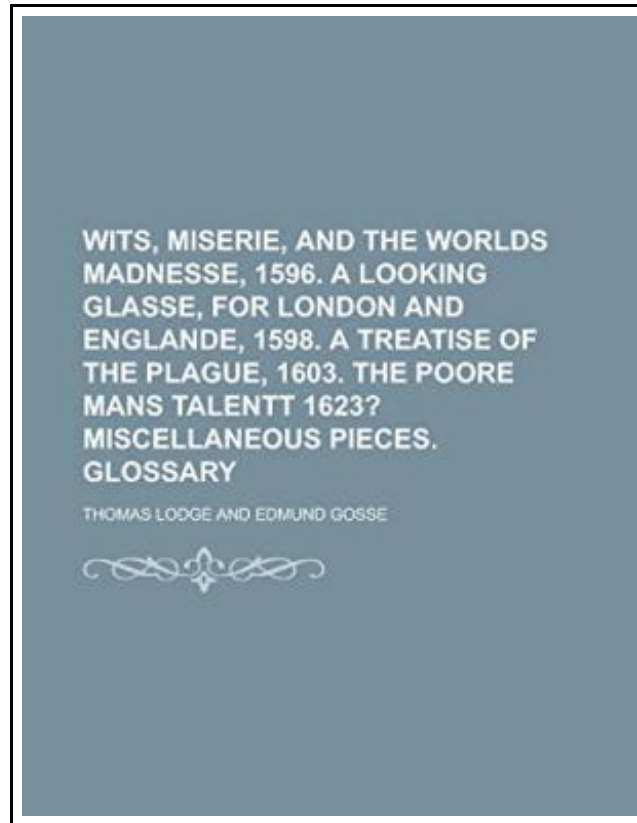 WITS, MISERIE, AND THE WORLDS
MADNESSE, 1596. A LOOKING
GLASSE, FOR LONDON AND
ENGLANDE, 1598. A TREATISE OF
THE PLAGUE, 1603. THE POORE
MANS TALENTT 1623?
MISCELLANEOUS PIECES.
GLOSSARY
THOMAS LODGE AND EDMUND GOSSE